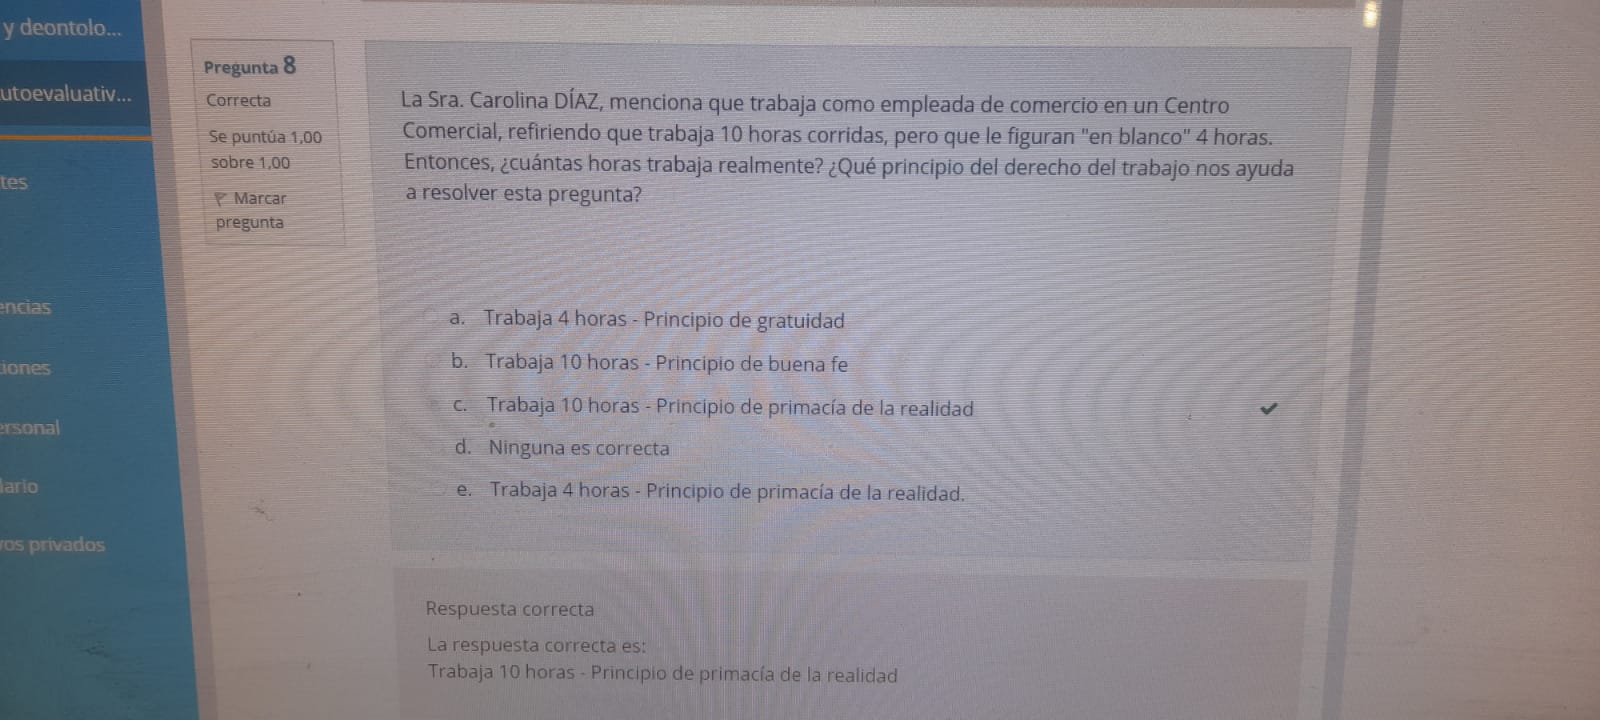 y deontolo...
utoevaluativ...
tes
encias
iones
ersonal
lario
vos privados
Pregunta 8
Correcta
Se puntúa 1,00
sobre 1,00
Marcar
pregunta
La Sra. Carolina DÍAZ, menciona que trabaja como empleada de comercio en un Centro
Comercial, refiriendo que trabaja 10 horas corridas, pero que le figuran "en blanco" 4 horas.
Entonces, ¿cuántas horas trabaja realmente? ¿Qué principio del derecho del trabajo nos ayuda
a resolver esta pregunta?
a. Trabaja 4 horas - Principio de gratuidad
b. Trabaja 10 horas - Principio de buena fe
c. Trabaja 10 horas - Principio de primacía de la realidad
d. Ninguna es correcta
e. Trabaja 4 horas - Principio de primacía de la realidad.
Respuesta correcta
La respuesta correcta es:
Trabaja 10 horas - Principio de primacía de la realidad